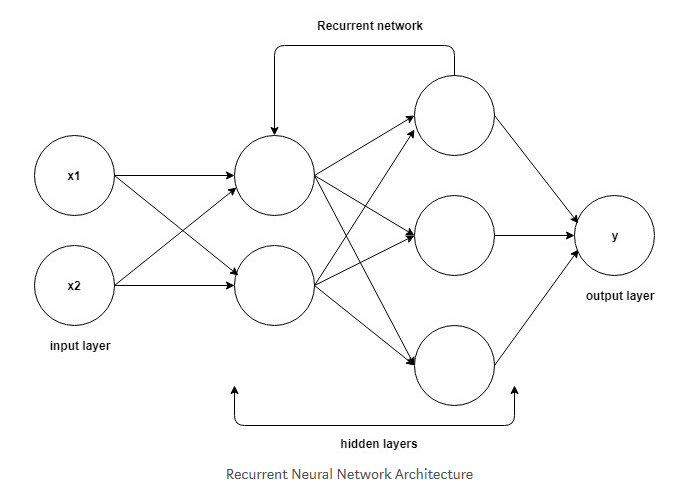 Recurrent network
x1
x2
y
input layer
output layer
hidden layers
Recurrent Neural Network Architecture